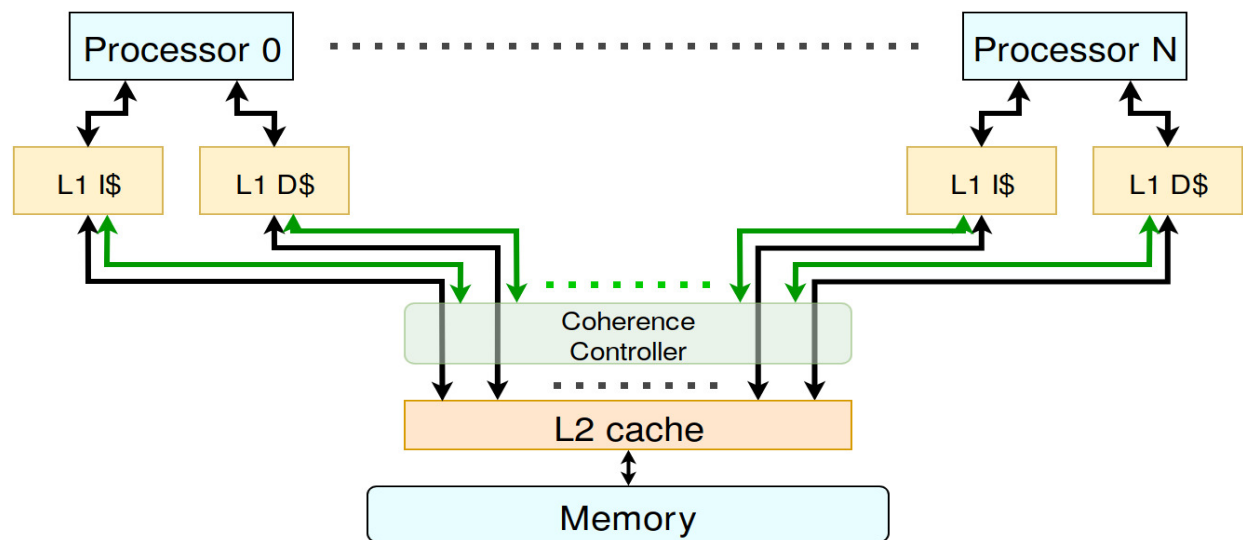 Processor 0
Processor N
L1 I$
L1 D$
L1 I$
L1 D$
Coherence
Controller
L2 cache
Memory